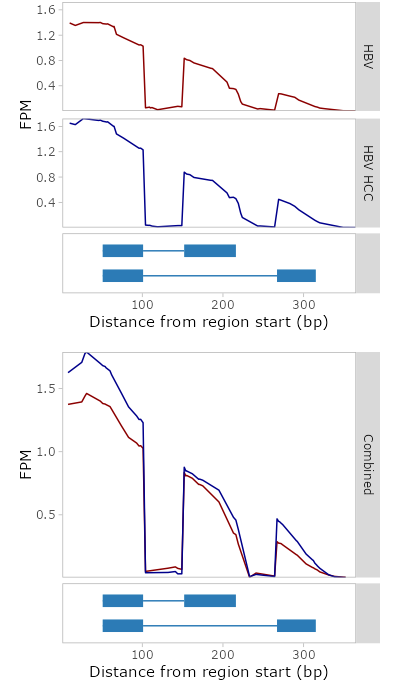 1.6
1.2
0.8
0.4
HBV
FPM
1.6
1.2
0.8
0.4
HBV HCC
100 200 300
Distance from region start (bp)
1.5
1.0
0.5
FPM
Combined
100 200 300
Distance from region start (bp)